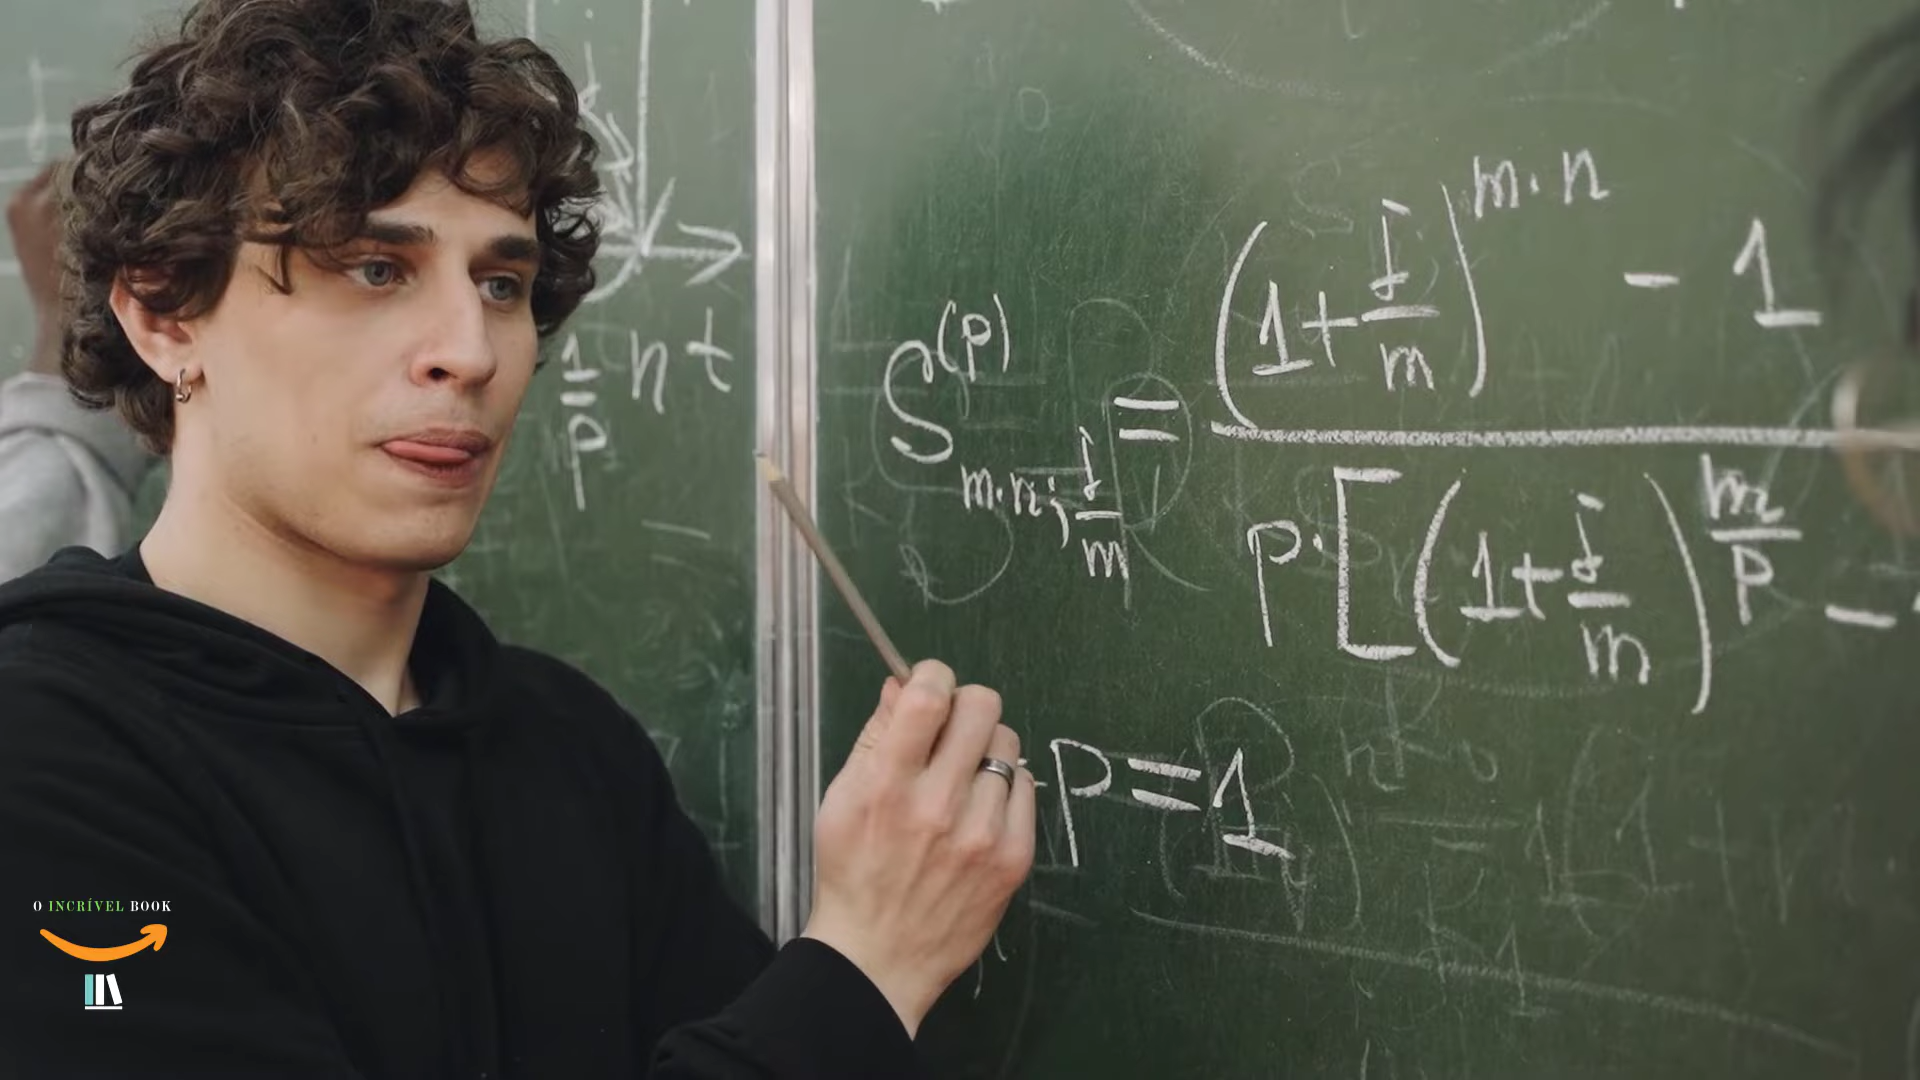 1/p n t
S^(p)_{m·n; j/m} = ((1 + j/m)^{m·n} - 1) / (p · [(1 + j/m)^{m/p} -
p = 1
O INCRÍVEL BOOK